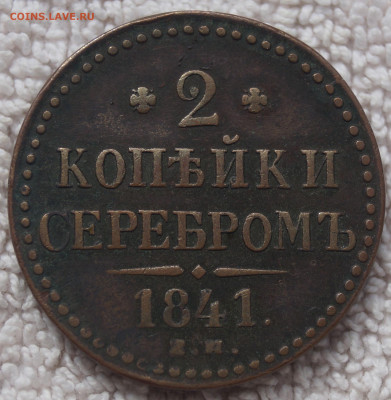 COINS.LAVE.RU
2
КОПѢЙКИ
СЕРЕБРОМЪ
1841.